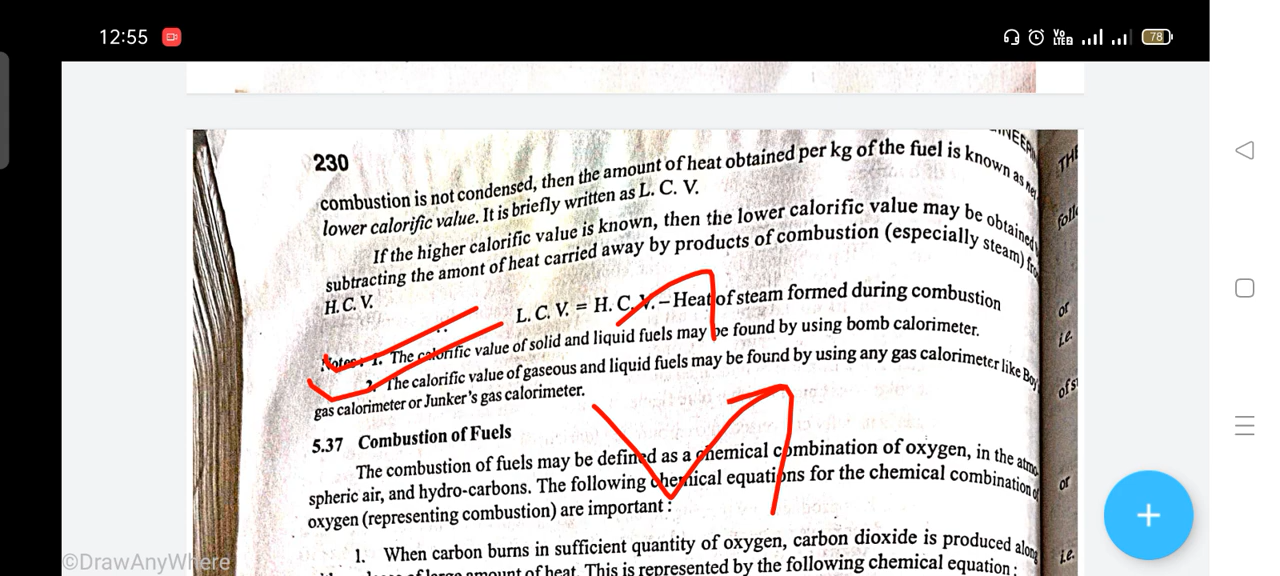 12:55
Vo LTE2
78
230
combustion is not condensed, then the amount of heat obtained per kg of the fuel is known as net
lower calorific value. It is briefly written as L. C. V.
If the higher calorific value is known, then the lower calorific value may be obtained
subtracting the amont of heat carried away by products of combustion (especially steam)
H.C.V.
L. C. V. = H. C. V. – Heat of steam formed during combustion
Notes : 1. The calorific value of solid and liquid fuels may be found by using bomb calorimeter.
2. The calorific value of gaseous and liquid fuels may be found by using any gas calorimeter like Boy
gas calorimeter or Junker's gas calorimeter.
5.37 Combustion of Fuels
The combustion of fuels may be defined as a chemical combination of oxygen, in the atmo
spheric air, and hydro-carbons. The following chemical equations for the chemical combination of
oxygen (representing combustion) are important :
1. When carbon burns in sufficient quantity of oxygen, carbon dioxide is produced along
amount of heat. This is represented by the following chemical equation :
THE
follo
or
i.e.
of s
or
i.e.
©DrawAnyWhere